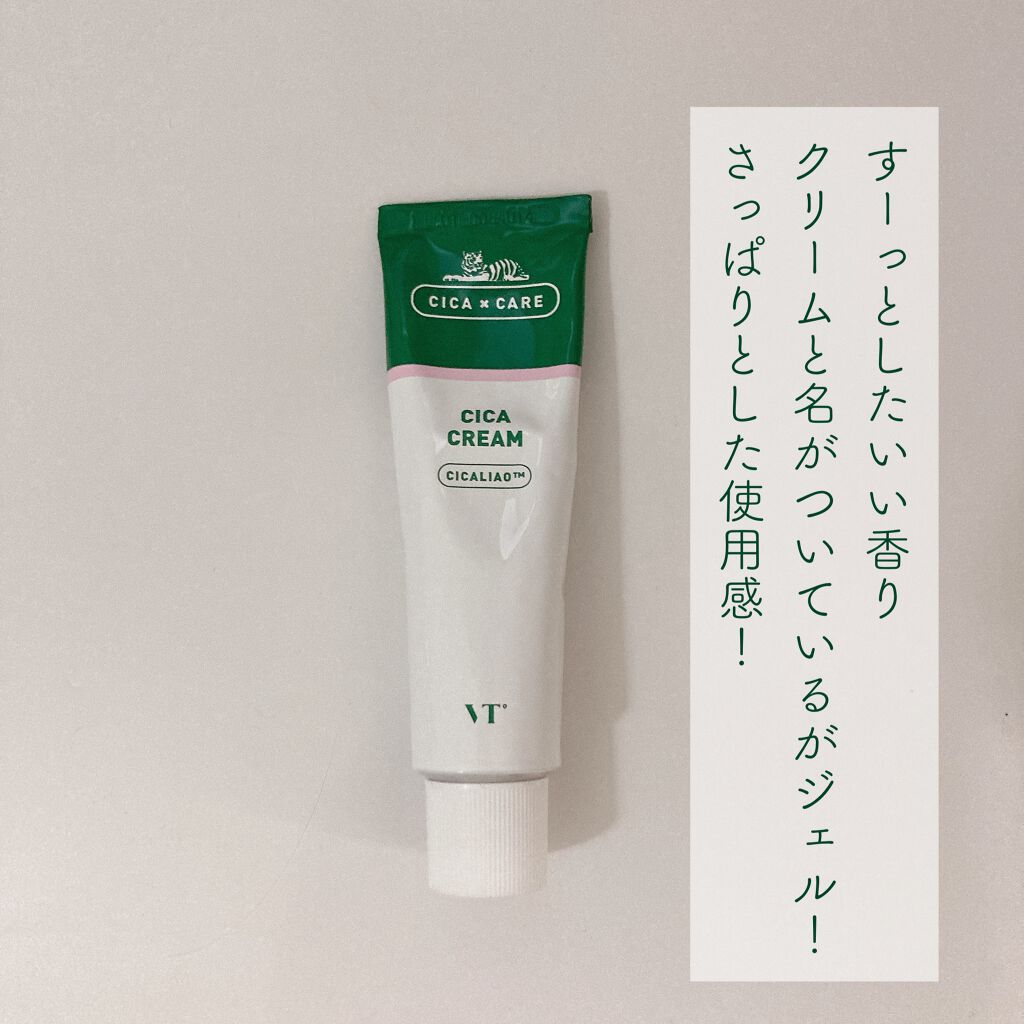 CICA × CARE
CICA
CREAM
CICALIAO™
VT
すーっとしたいい香り
クリームと名がついているがジェル！
さっぱりとした使用感！